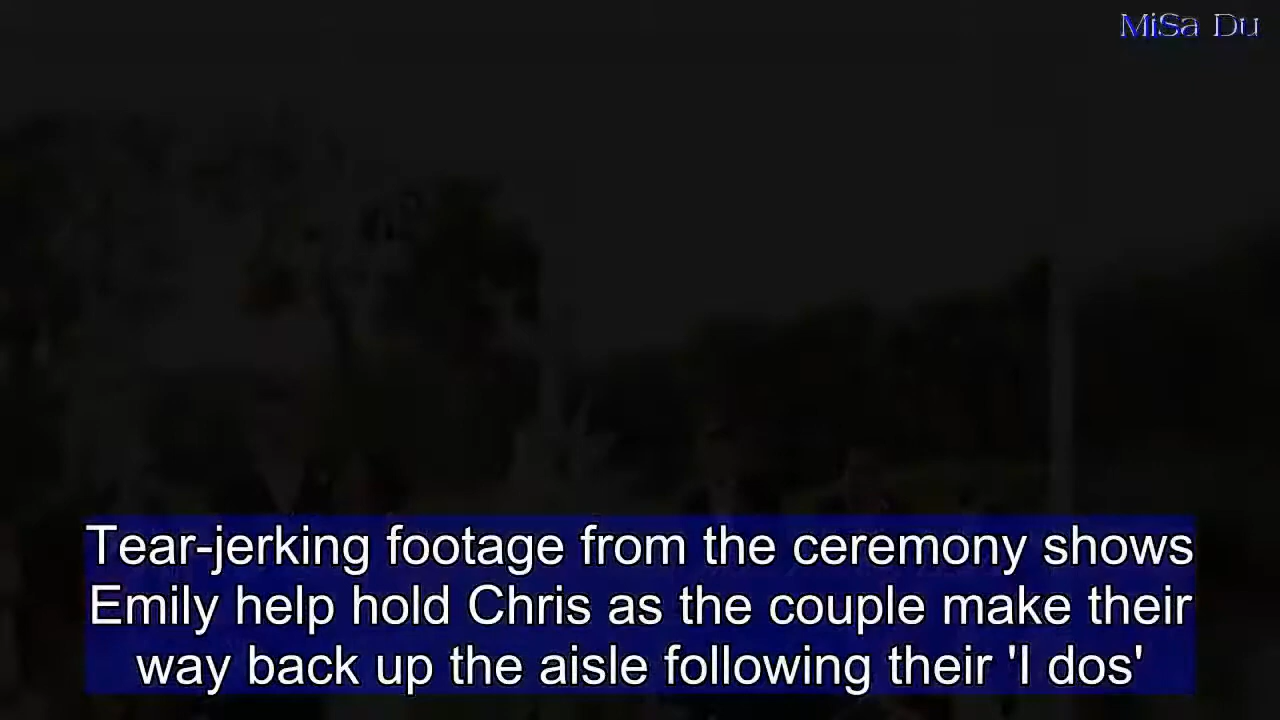 MiSa Du
Tear-jerking footage from the ceremony shows
Emily help hold Chris as the couple make their
way back up the aisle following their 'I dos'